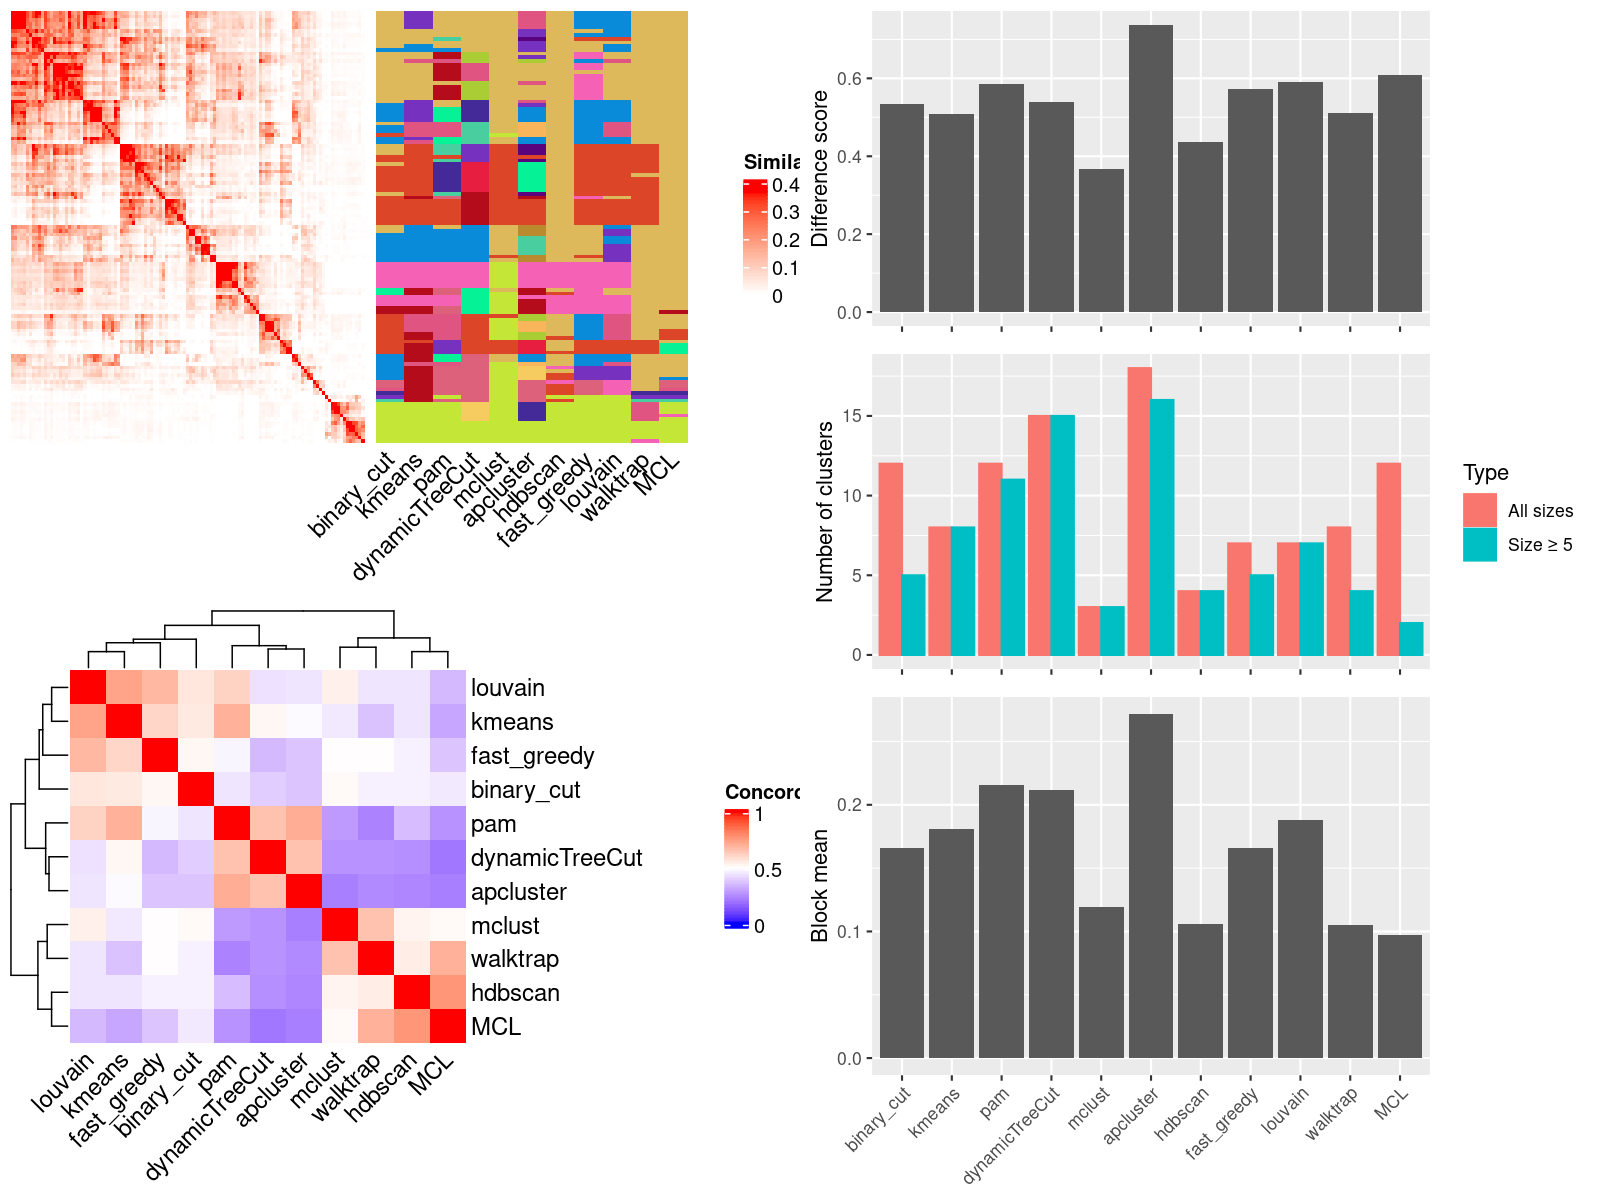 Simila
0.4
0.3
0.2
0.1
0
binary_cut
kmeans
pam
dynamicTreeCut
mclust
apcluster
hdbscan
fast_greedy
louvain
walktrap
MCL
Difference score
0.6
0.4
0.2
0.0
Number of clusters
15
10
5
0
Type
All sizes
Size ≥ 5
louvain
kmeans
fast_greedy
binary_cut
pam
dynamicTreeCut
apcluster
mclust
walktrap
hdbscan
MCL
louvain
kmeans
fast_greedy
binary_cut
pam
dynamicTreeCut
apcluster
mclust
walktrap
hdbscan
MCL
Concorc
1
0.5
0
Block mean
0.2
0.1
0.0
binary_cut
kmeans
pam
dynamicTreeCut
mclust
apcluster
hdbscan
fast_greedy
louvain
walktrap
MCL